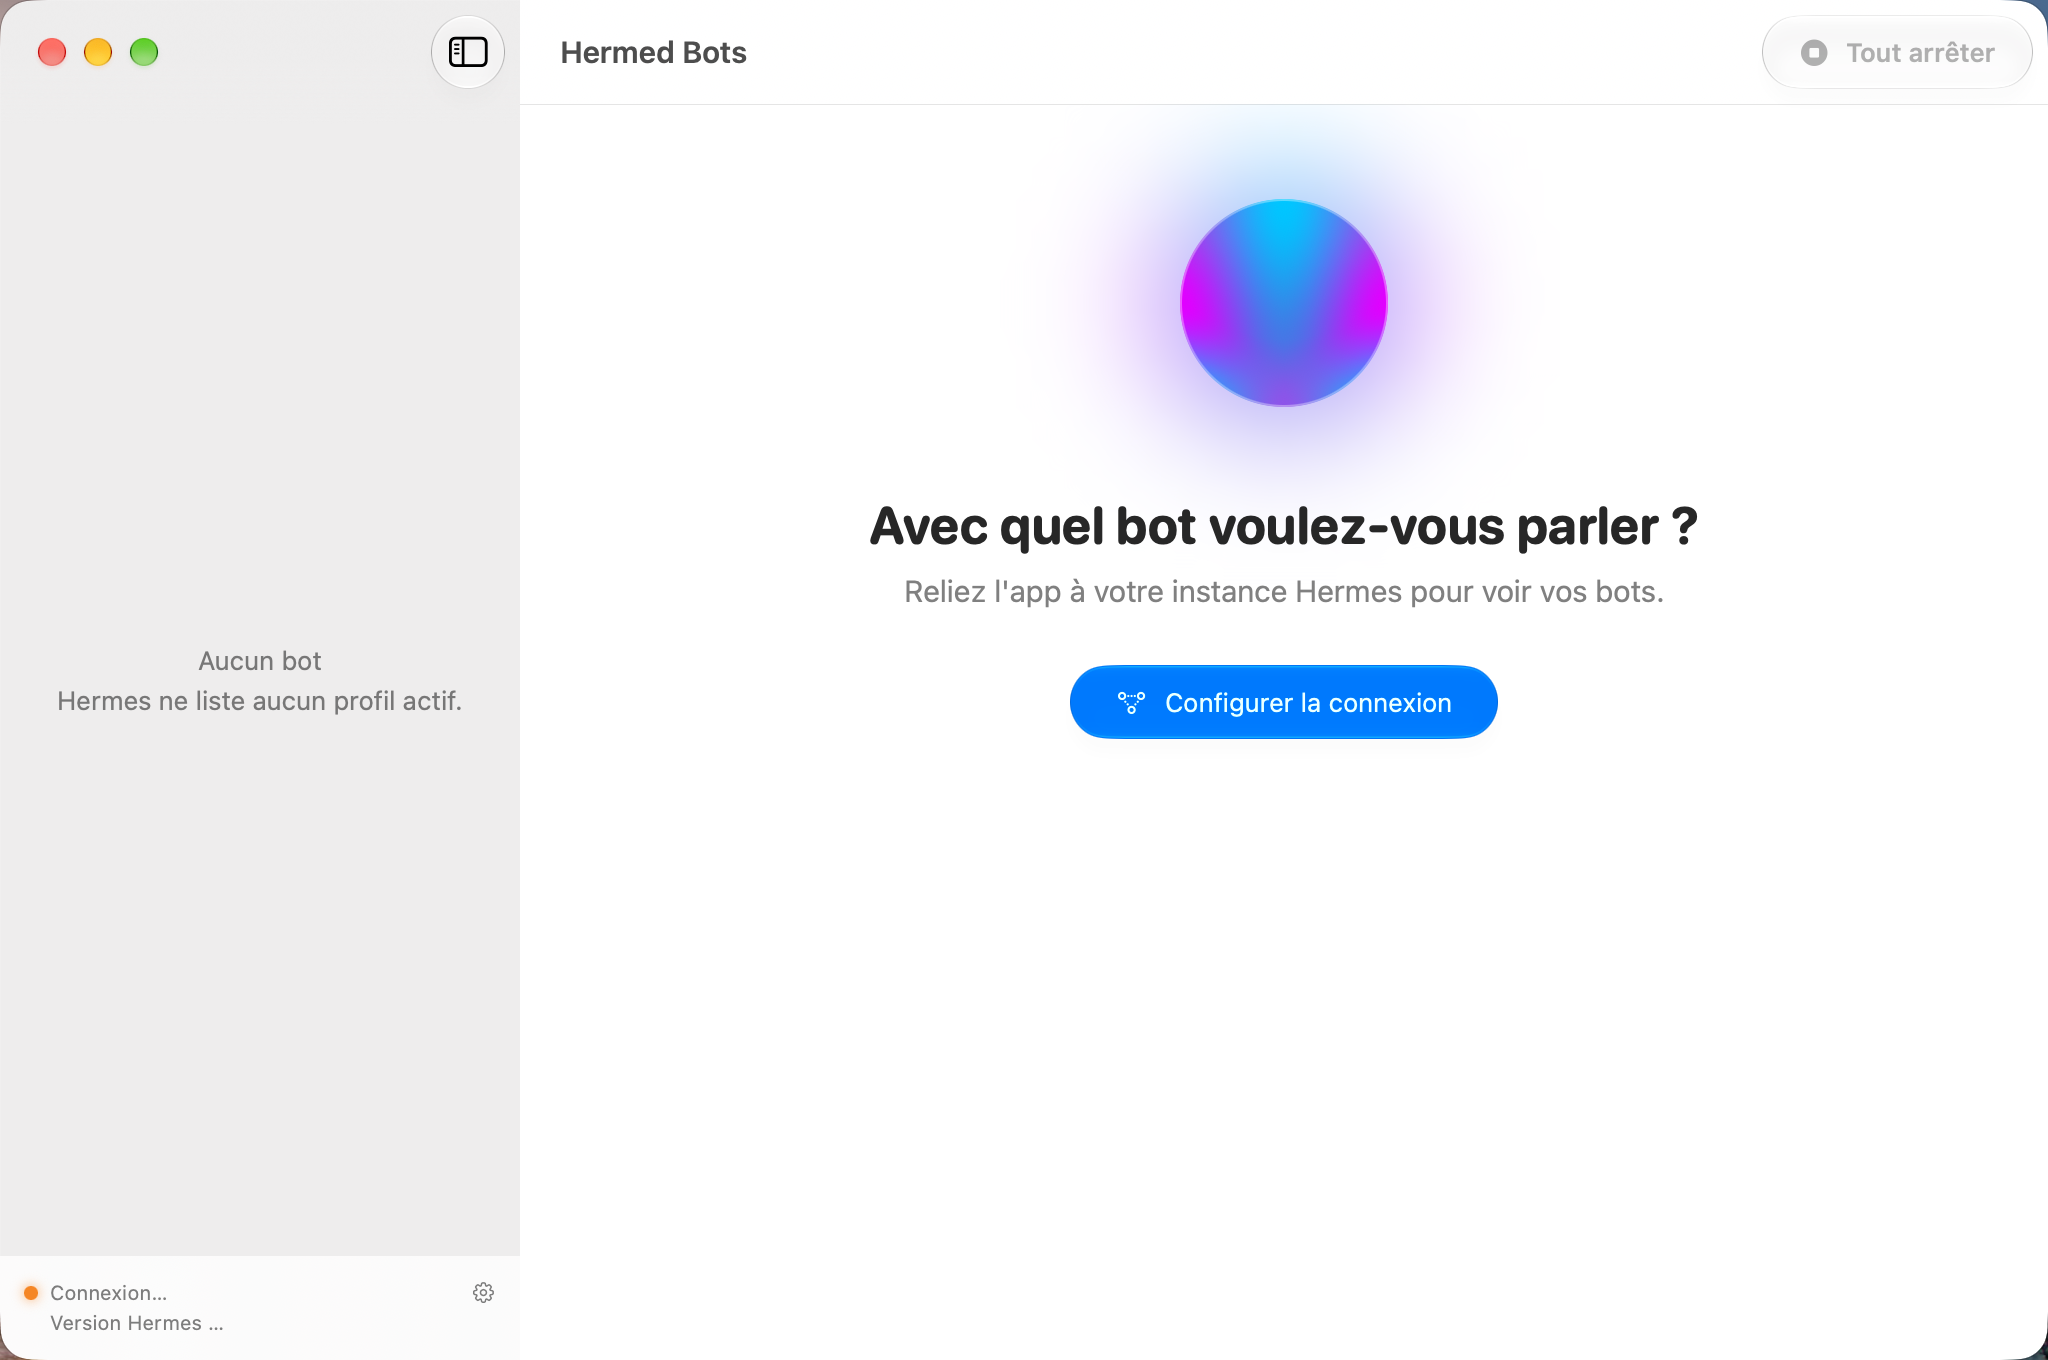 Hermed Bots
Tout arrêter
Avec quel bot voulez-vous parler ?
Reliez l'app à votre instance Hermes pour voir vos bots.
Configurer la connexion
Aucun bot
Hermes ne liste aucun profil actif.
Connexion...
Version Hermes ...